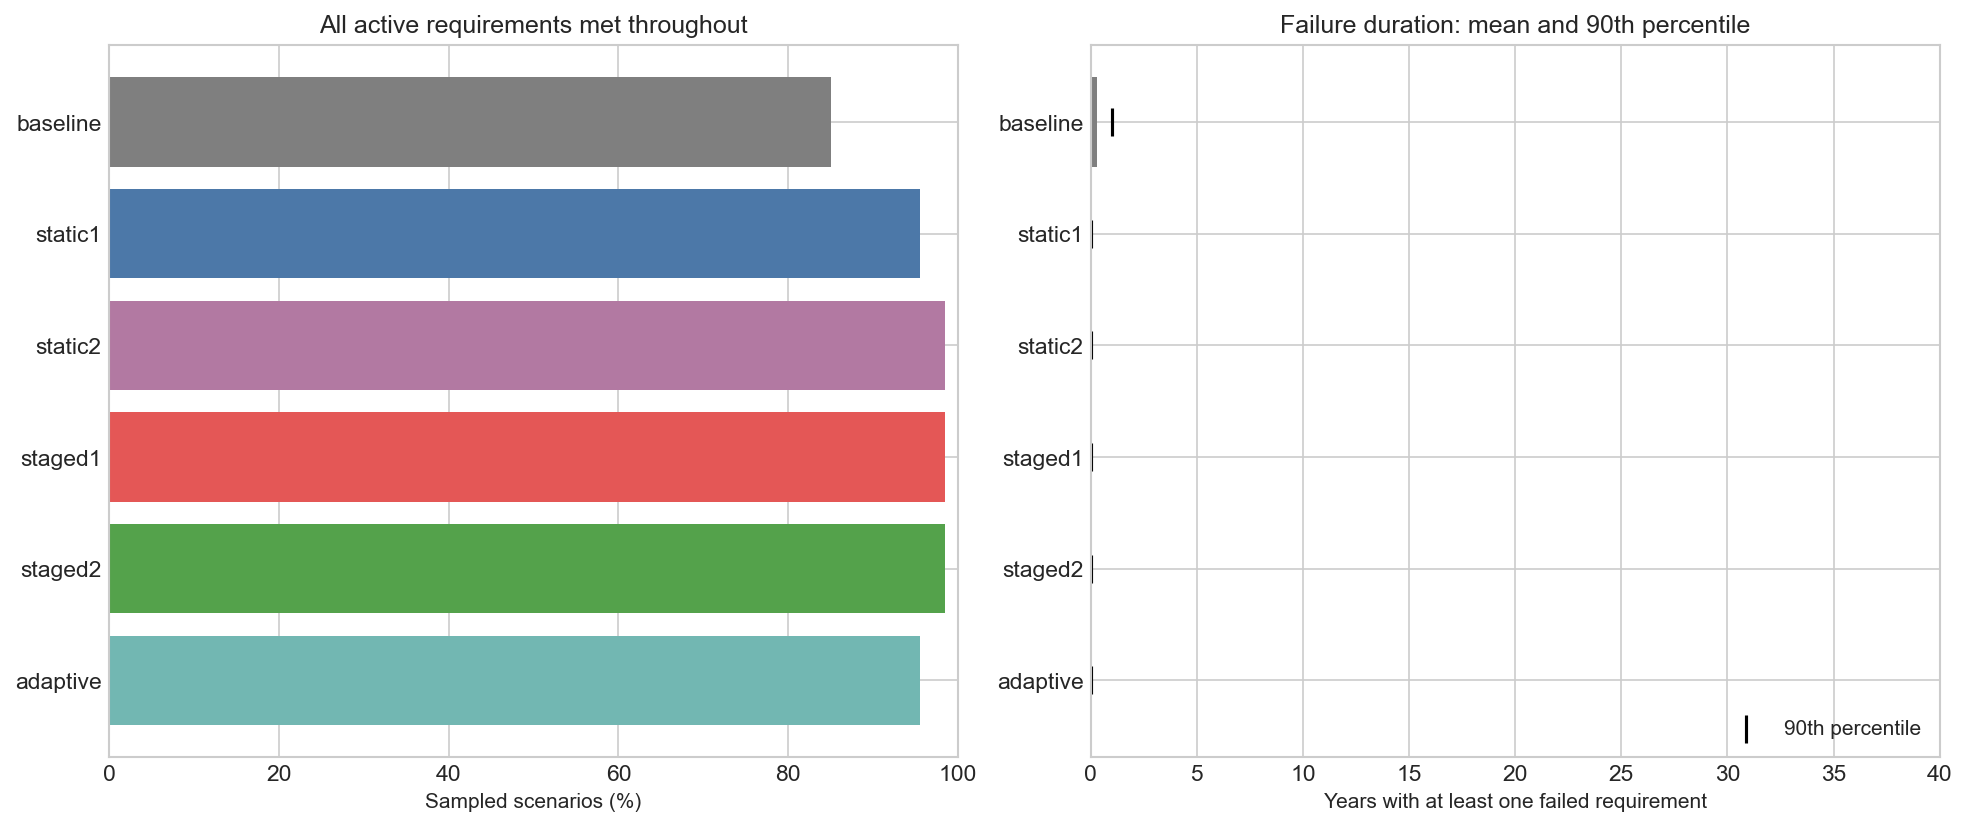 All active requirements met throughout
baseline
static1
static2
staged1
staged2
adaptive
0 20 40 60 80 100
Sampled scenarios (%)
Failure duration: mean and 90th percentile
baseline
static1
static2
staged1
staged2
adaptive
90th percentile
0 5 10 15 20 25 30 35 40
Years with at least one failed requirement